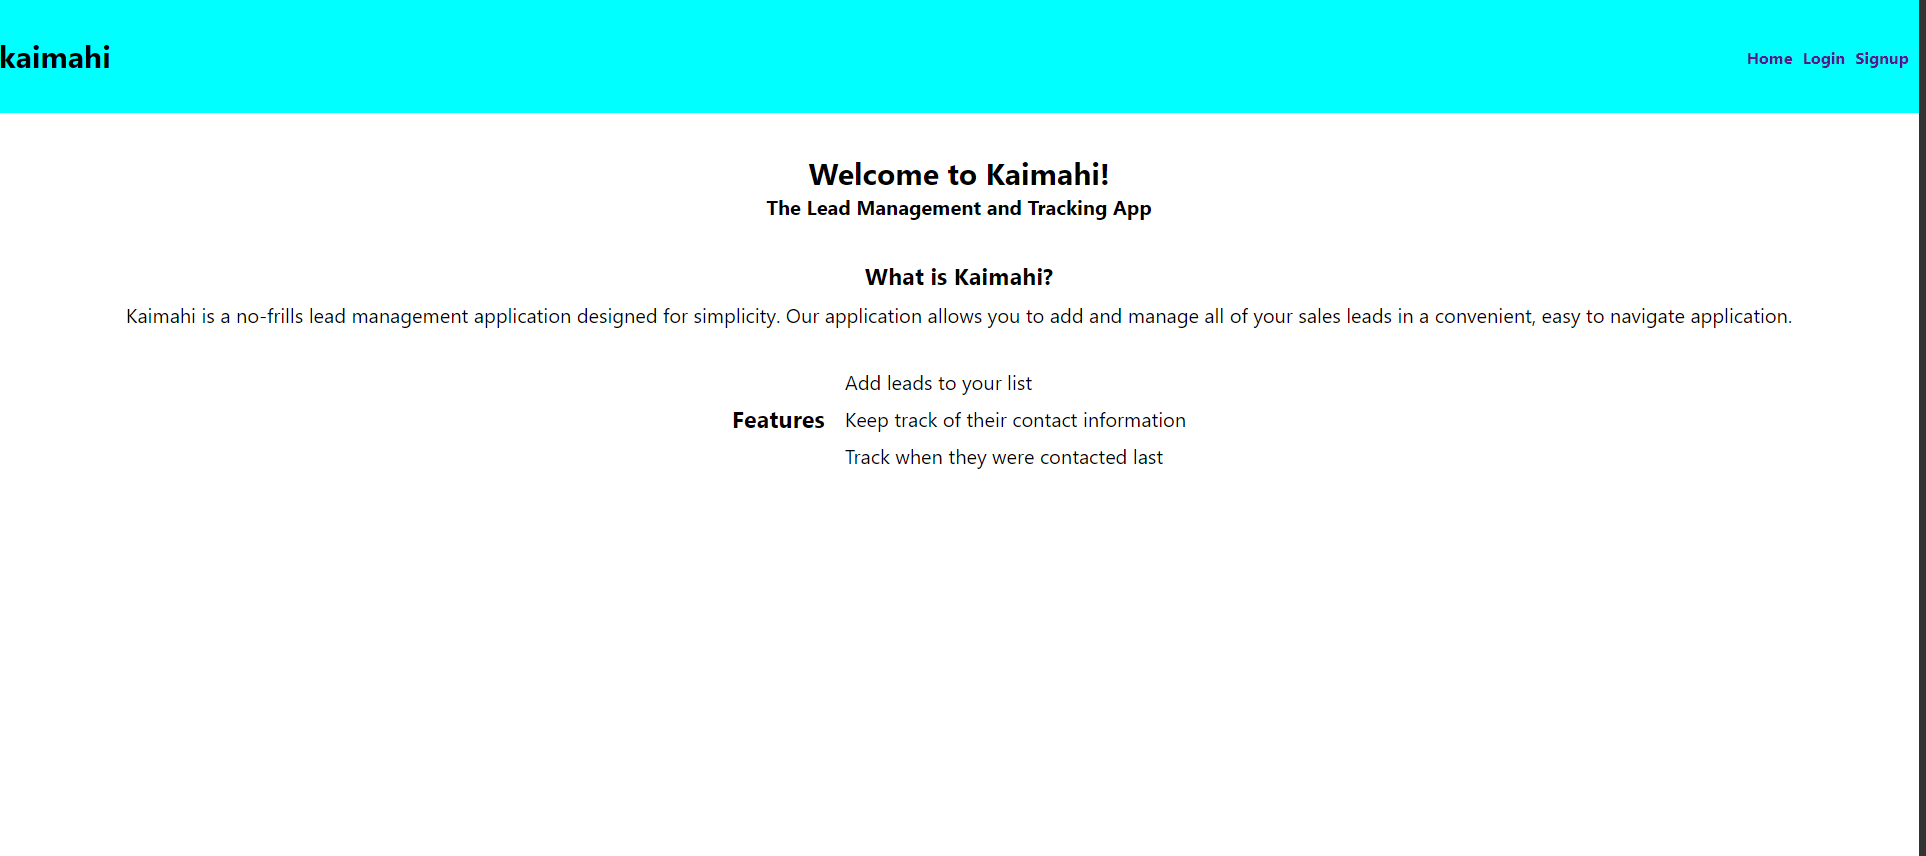 kaimahi
Home Login Signup
Welcome to Kaimahi!
The Lead Management and Tracking App
What is Kaimahi?
Kaimahi is a no-frills lead management application designed for simplicity. Our application allows you to add and manage all of your sales leads in a convenient, easy to navigate application.
Features
Add leads to your list
Keep track of their contact information
Track when they were contacted last